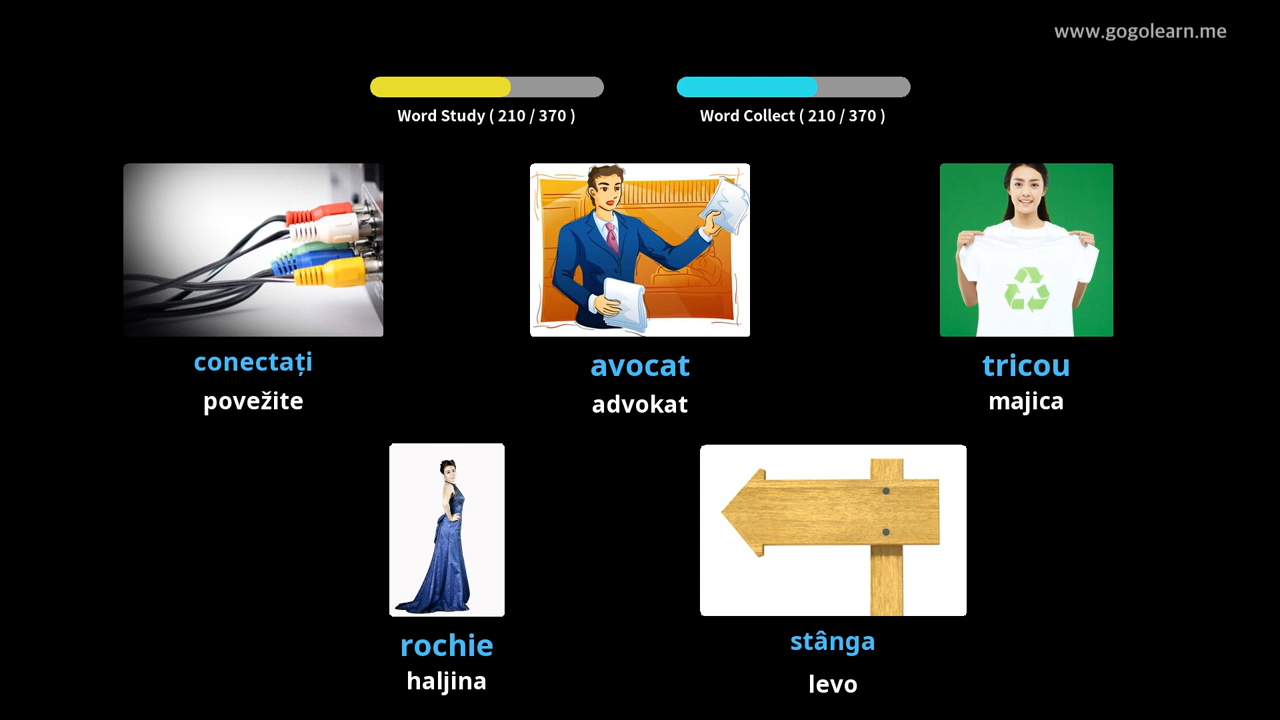 www.gogolearn.me
Word Study ( 210 / 370 )
Word Collect ( 210 / 370 )
conectați
povežite
avocat
advokat
tricou
majica
rochie
haljina
stânga
levo